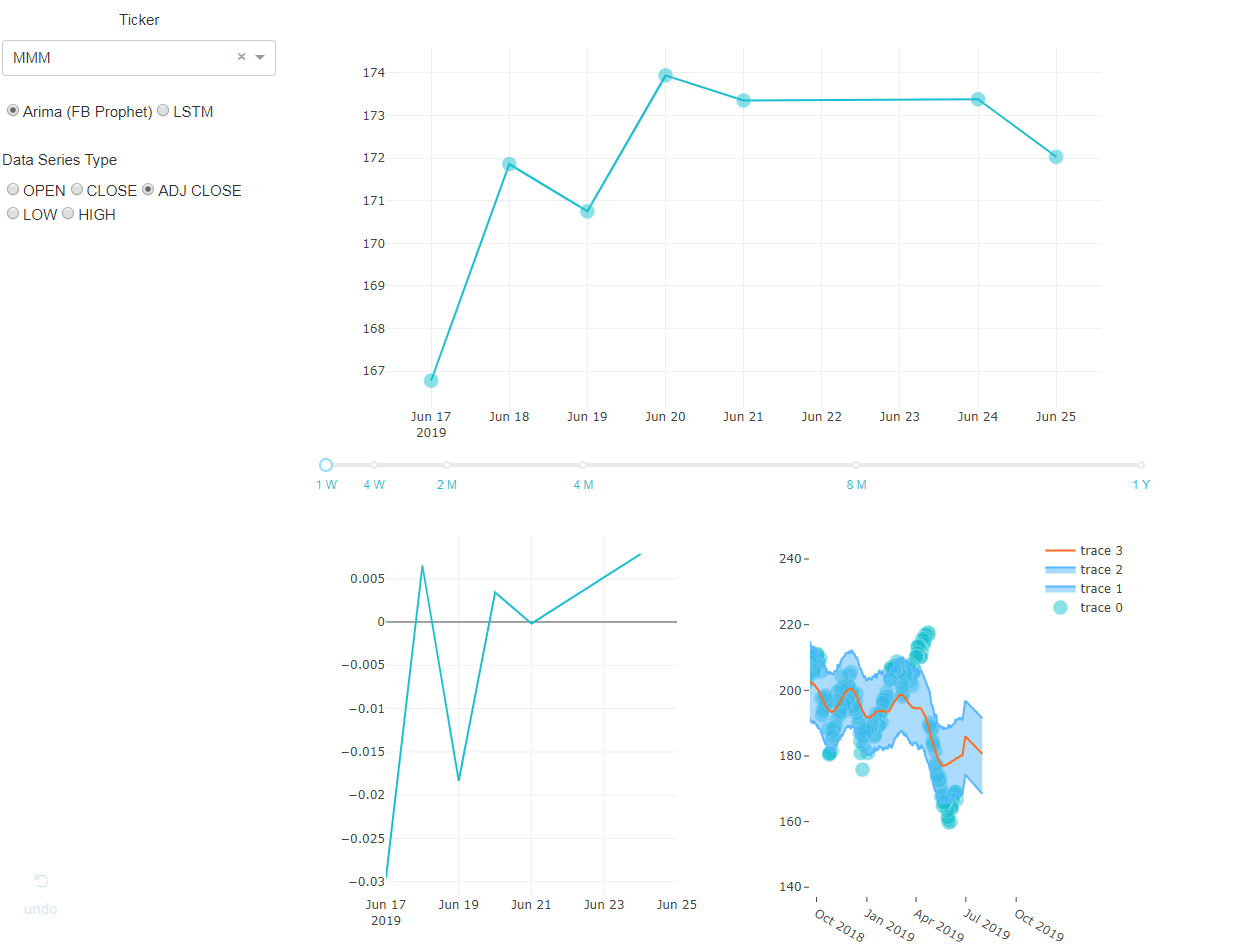 Ticker
MMM
Arima (FB Prophet) LSTM
Data Series Type
OPEN CLOSE ADJ CLOSE
LOW HIGH
174
173
172
171
170
169
168
167
Jun 17 Jun 18 Jun 19 Jun 20 Jun 21 Jun 22 Jun 23 Jun 24 Jun 25
2019
1 W 4 W 2 M 4 M 8 M 1 Y
0.005
0
−0.005
−0.01
−0.015
−0.02
−0.025
−0.03
Jun 17 Jun 19 Jun 21 Jun 23 Jun 25
2019
240
220
200
180
160
140
Oct 2018 Jan 2019 Apr 2019 Jul 2019 Oct 2019
trace 3
trace 2
trace 1
trace 0
undo